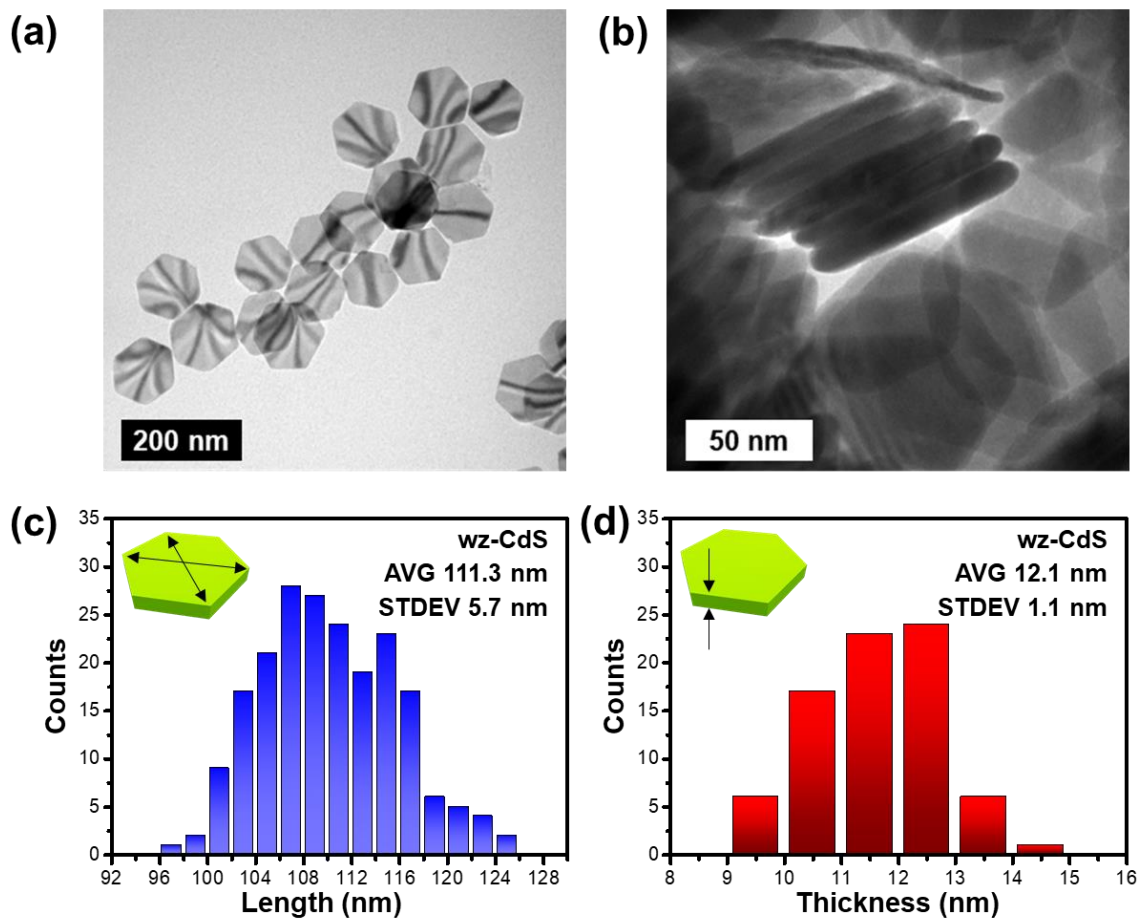 (a)
200 nm
(b)
50 nm
(c)
35
30
25
20
15
10
5
0
Counts
wz-CdS
AVG 111.3 nm
STDEV 5.7 nm
92 96 100 104 108 112 116 120 124 128
Length (nm)
(d)
35
30
25
20
15
10
5
0
Counts
wz-CdS
AVG 12.1 nm
STDEV 1.1 nm
8 9 10 11 12 13 14 15 16
Thickness (nm)